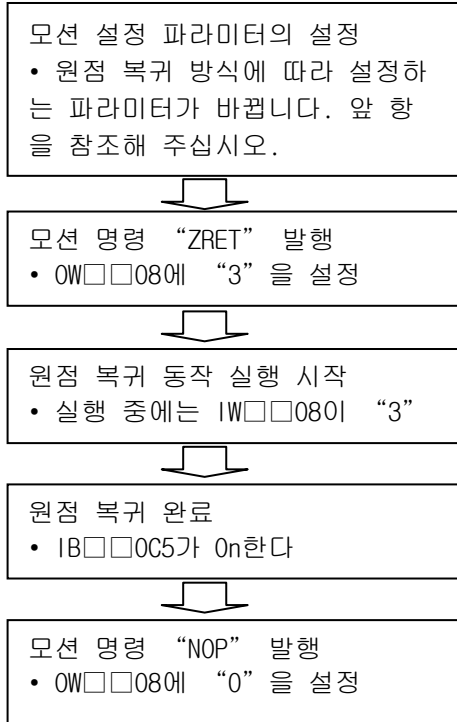 모션 설정 파라미터의 설정
• 원점 복귀 방식에 따라 설정하
는 파라미터가 바뀝니다. 앞 항
을 참조해 주십시오.
모션 명령 “ZRET” 발행
• OW□□08에 “3”을 설정
원점 복귀 동작 실행 시작
• 실행 중에는 IW□□08이 “3”
원점 복귀 완료
• IB□□0C5가 On한다
모션 명령 “NOP” 발행
• OW□□08에 “0”을 설정